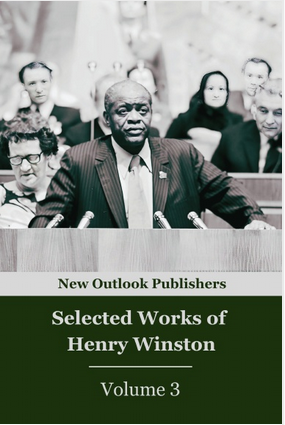 New Outlook Publishers
Selected Works of
Henry Winston
Volume 3